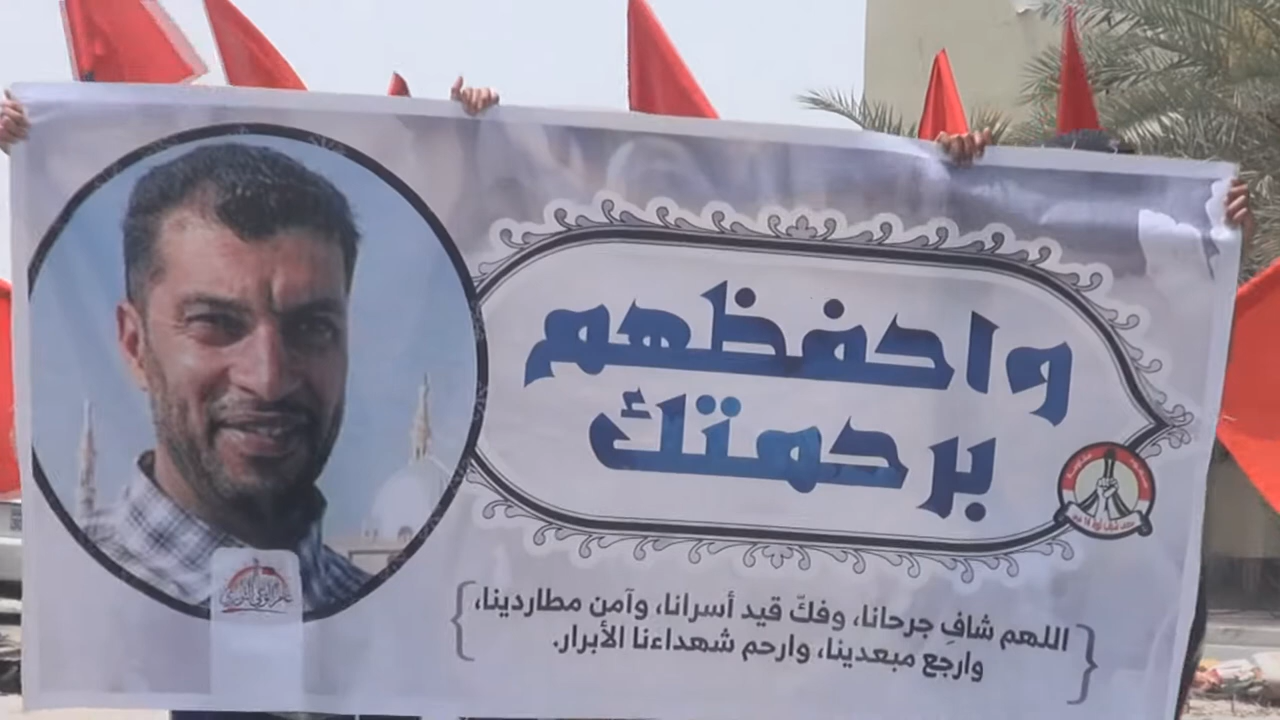 واحفظهم
برحمتك
اللهم شافِ جرحانا، وفكّ قيد أسرانا، وآمن مطاردينا،
وارجع مبعدينا، وارحم شهداءنا الأبرار.